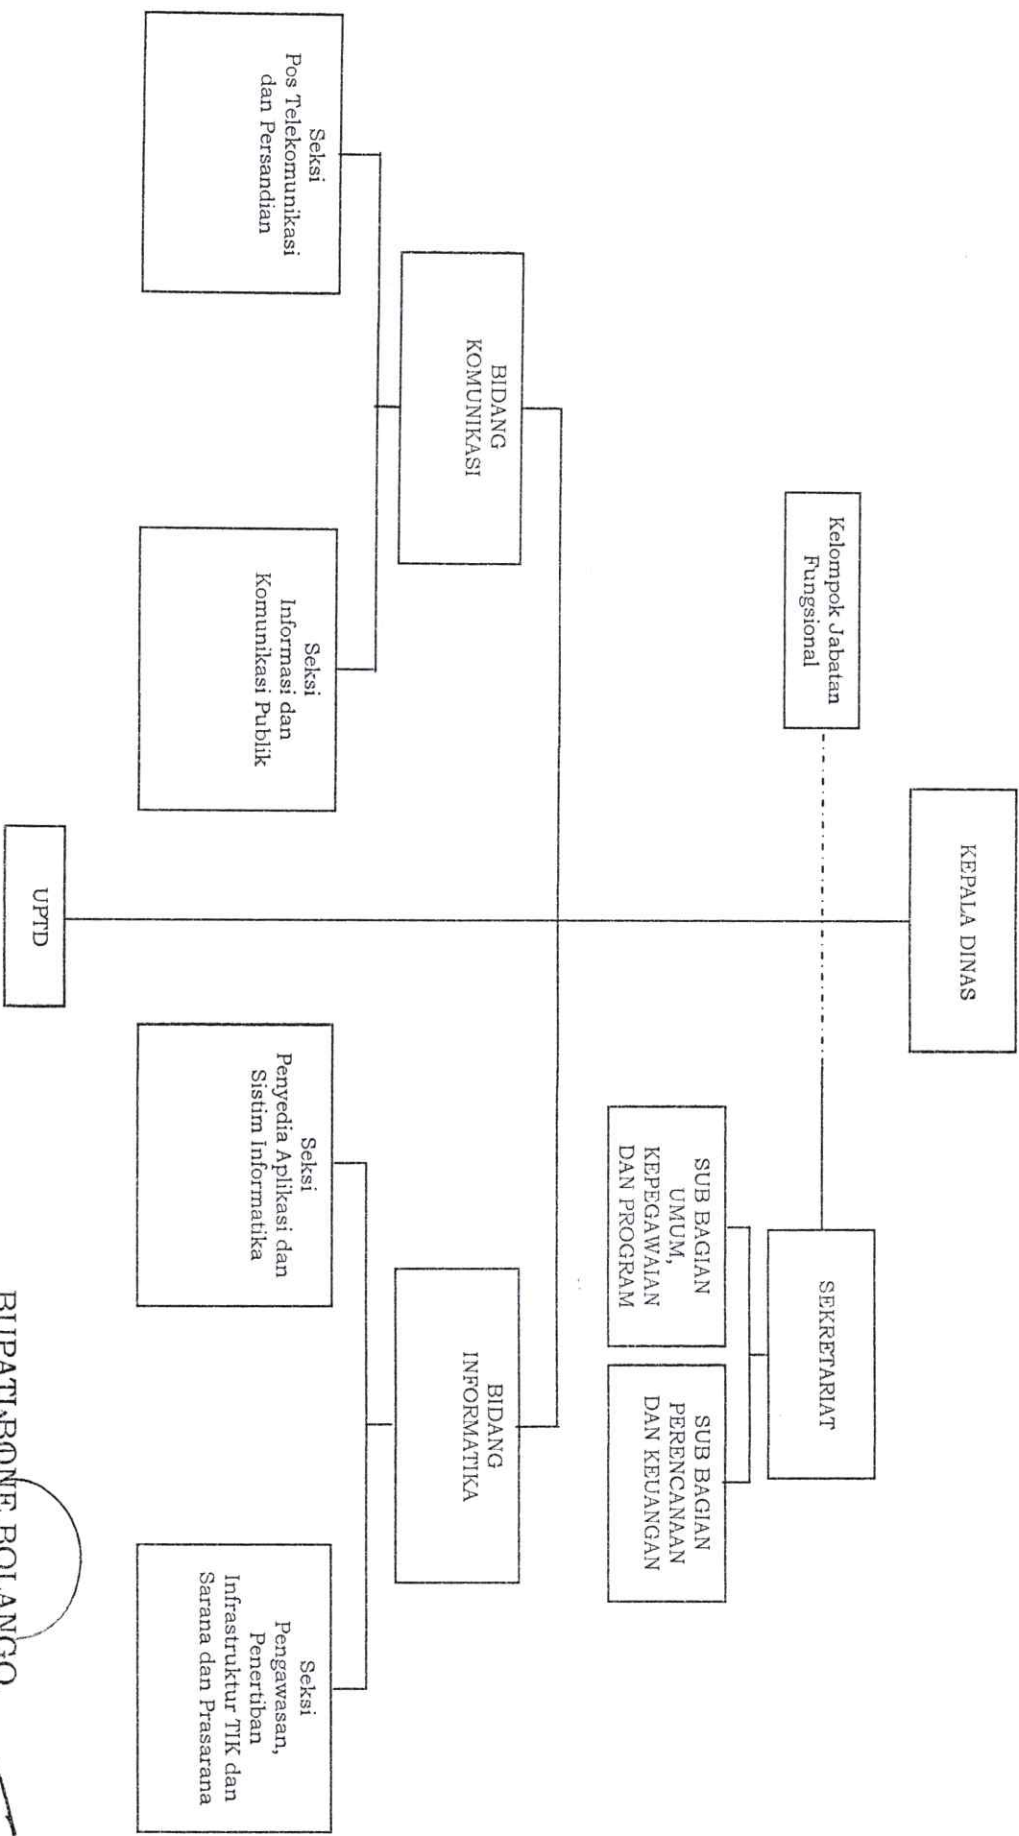 KEPALA DINAS
Kelompok Jabatan
Fungsional
SEKRETARIAT
SUB BAGIAN
UMUM,
KEPEGAWAIAN
DAN PROGRAM
SUB BAGIAN
PERENCANAAN
DAN KEUANGAN
BIDANG
KOMUNIKASI
BIDANG
INFORMATIKA
Seksi
Pos Telekomunikasi
dan Persandian
Seksi
Informasi dan
Komunikasi Publik
Seksi
Penyedia Aplikasi dan
Sistim Informatika
Seksi
Pengawasan,
Penertiban
Infrastruktur TIK dan
Sarana dan Prasarana
UPTD
BUPATI BONE BOLANGO